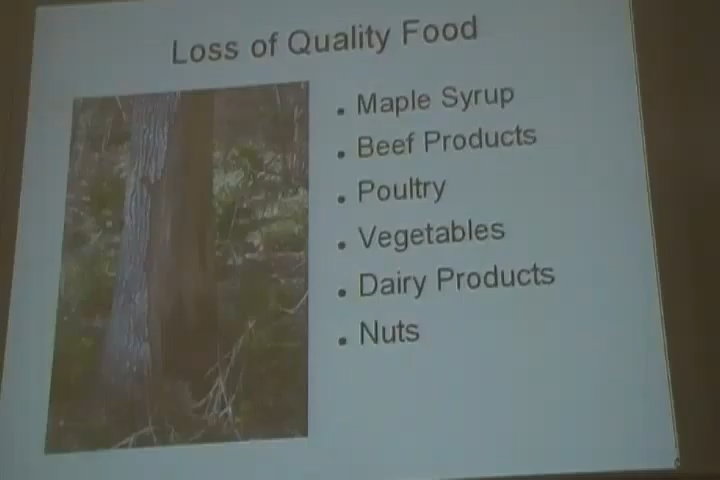 Loss of Quality Food
• Maple Syrup
• Beef Products
• Poultry
• Vegetables
• Dairy Products
• Nuts